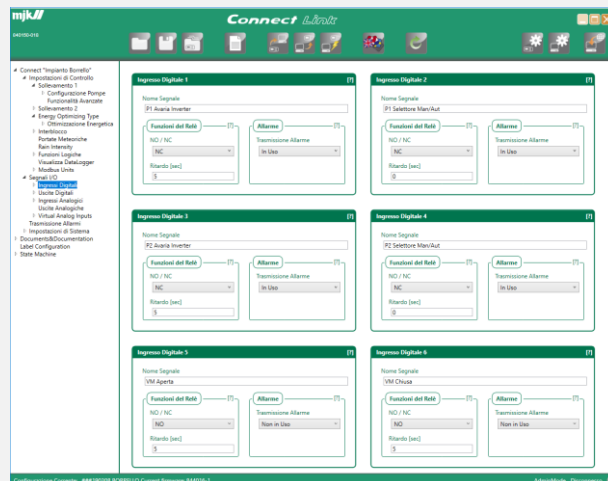 mjk//
Connect Link
Connect "Impianto Borrello"
Impostazioni di Controllo
Sollevamento 1
Configurazione Pompe
Funzionalità Avanzate
Sollevamento 2
Energy Optimizing Type
Ottimizzazione Energetica
Interblocco
Portate Meteoriche
Rain Intensity
Funzioni Logiche
Visualizza DataLogger
Modbus Units
Segnali I/O
Ingressi Digitali
Uscite Digitali
Ingressi Analogici
Uscite Analogiche
Virtual Analog Inputs
Trasmissione Allarmi
Impostazioni di Sistema
Documents&Documentation
Label Configuration
State Machine
Ingresso Digitale 1 [?]
Nome Segnale
P1 Avaria Inverter
Funzioni del Relè [?]
NO / NC
NC
Ritardo [sec]
5
Allarme [?]
Trasmissione Allarme
In Uso
Ingresso Digitale 2 [?]
Nome Segnale
P1 Selettore Man/Aut
Funzioni del Relè [?]
NO / NC
NC
Ritardo [sec]
0
Allarme [?]
Trasmissione Allarme
In Uso
Ingresso Digitale 3 [?]
Nome Segnale
P2 Avaria Inverter
Funzioni del Relè [?]
NO / NC
NC
Ritardo [sec]
5
Allarme [?]
Trasmissione Allarme
In Uso
Ingresso Digitale 4 [?]
Nome Segnale
P2 Selettore Man/Aut
Funzioni del Relè [?]
NO / NC
NC
Ritardo [sec]
0
Allarme [?]
Trasmissione Allarme
In Uso
Ingresso Digitale 5 [?]
Nome Segnale
VM Aperta
Funzioni del Relè [?]
NO / NC
NO
Ritardo [sec]
5
Allarme [?]
Trasmissione Allarme
Non in Uso
Ingresso Digitale 6 [?]
Nome Segnale
VM Chiusa
Funzioni del Relè [?]
NO / NC
NO
Ritardo [sec]
5
Allarme [?]
Trasmissione Allarme
Non in Uso